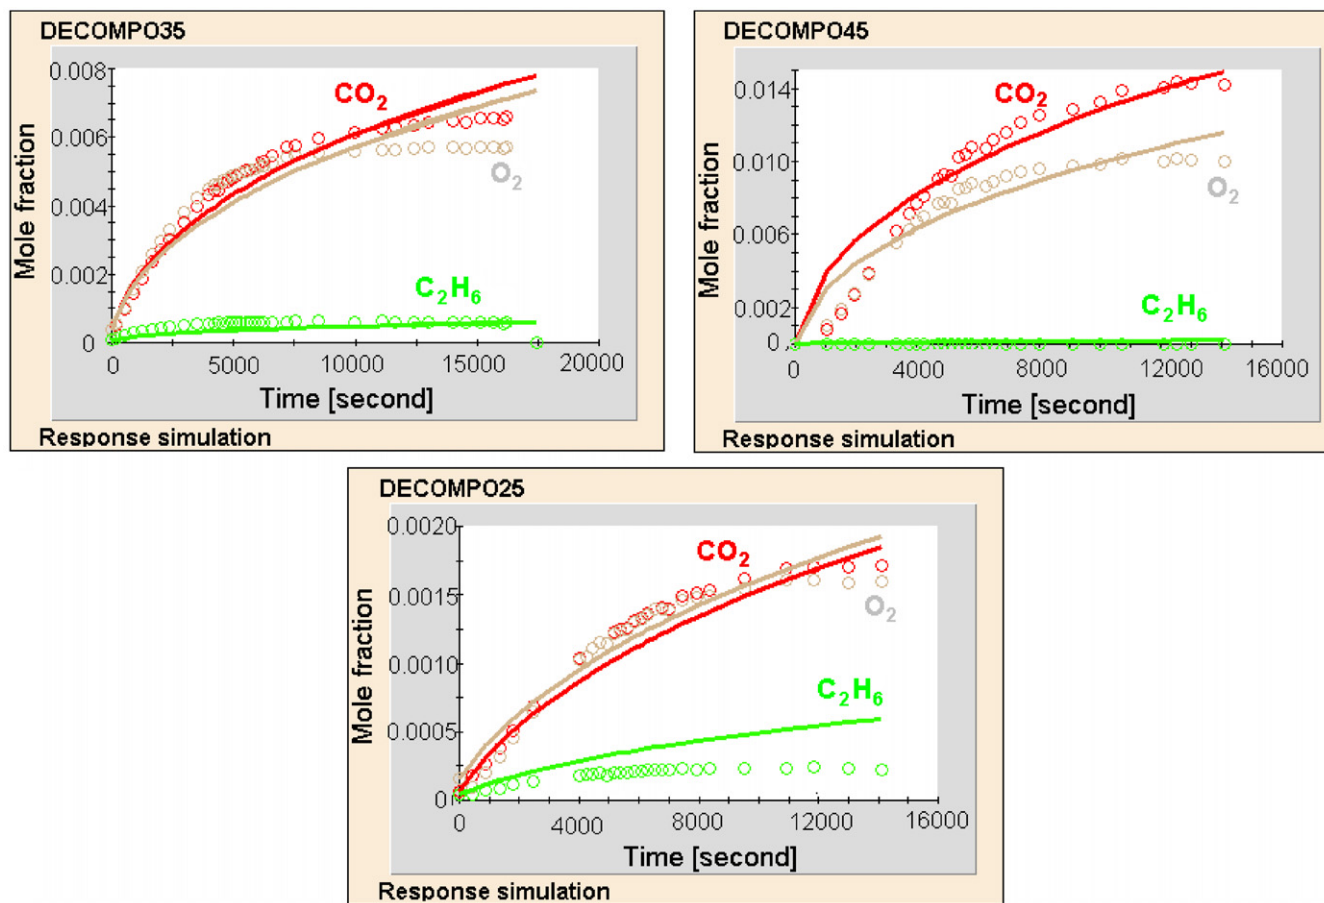 DECOMPO35
0.008
0.006
0.004
0.002
0
Mole fraction
CO2
O2
C2H6
0 5000 10000 15000 20000
Time [second]
Response simulation
DECOMPO45
0.014
0.010
0.006
0.002
0
Mole fraction
CO2
O2
C2H6
0 4000 8000 12000 16000
Time [second]
Response simulation
DECOMPO25
0.0020
0.0015
0.0010
0.0005
0
Mole fraction
CO2
O2
C2H6
0 4000 8000 12000 16000
Time [second]
Response simulation